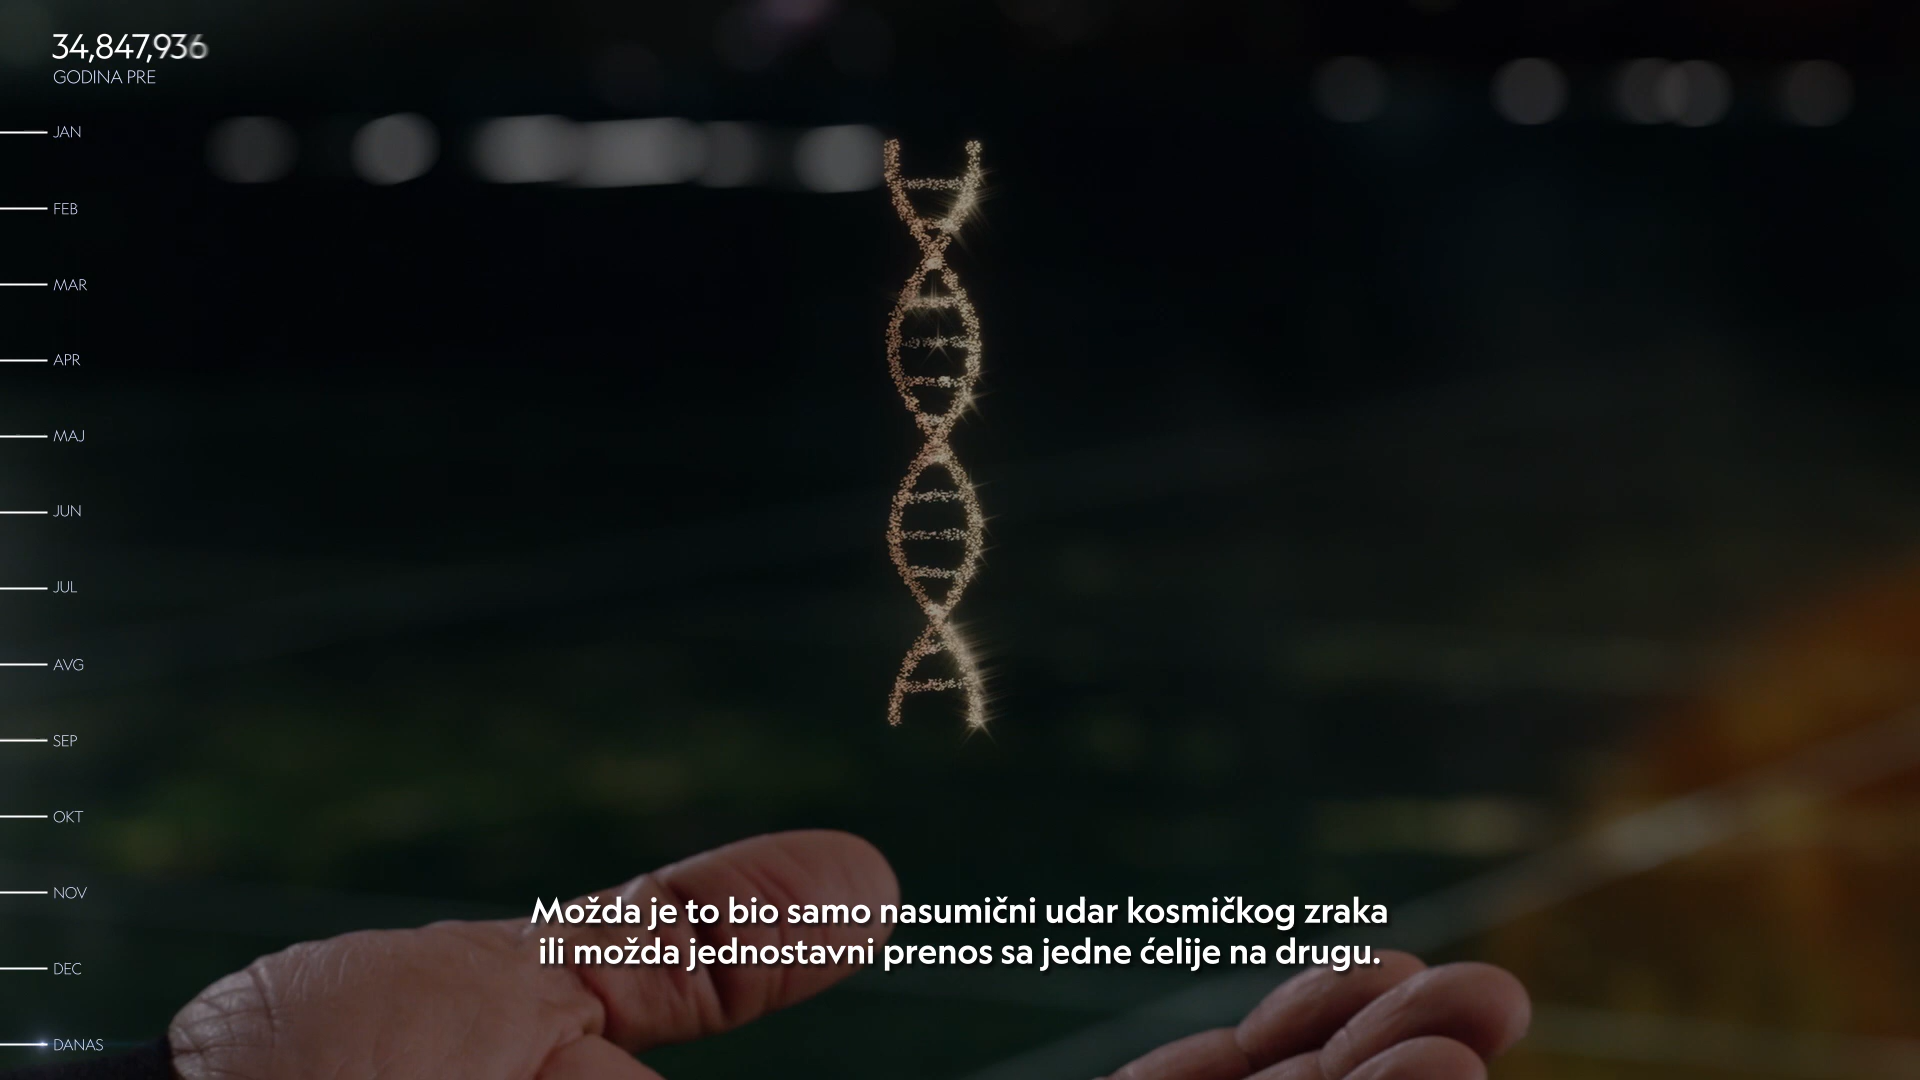 34,847,936
GODINA PRE
JAN
FEB
MAR
APR
MAJ
JUN
JUL
AVG
SEP
OKT
NOV
DEC
DANAS
Možda je to bio samo nasumični udar kosmičkog zraka
ili možda jednostavni prenos sa jedne ćelije na drugu.